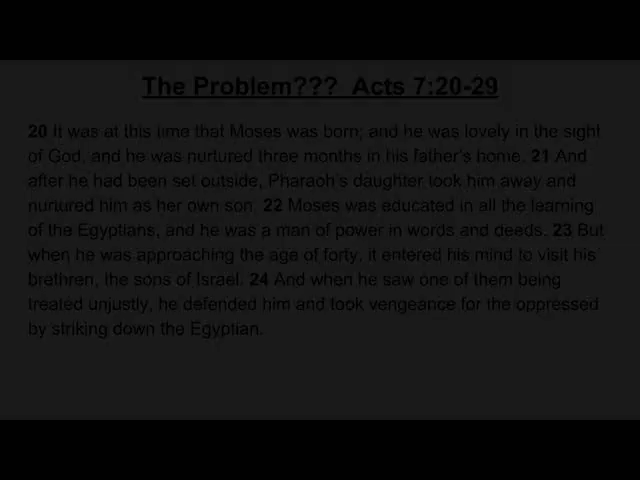 The Problem??? Acts 7:20-29
20 It was at this time that Moses was born; and he was lovely in the sight
of God, and he was nurtured three months in his father's home. 21 And
after he had been set outside, Pharaoh's daughter took him away and
nurtured him as her own son. 22 Moses was educated in all the learning
of the Egyptians, and he was a man of power in words and deeds. 23 But
when he was approaching the age of forty, it entered his mind to visit his
brethren, the sons of Israel. 24 And when he saw one of them being
treated unjustly, he defended him and took vengeance for the oppressed
by striking down the Egyptian.